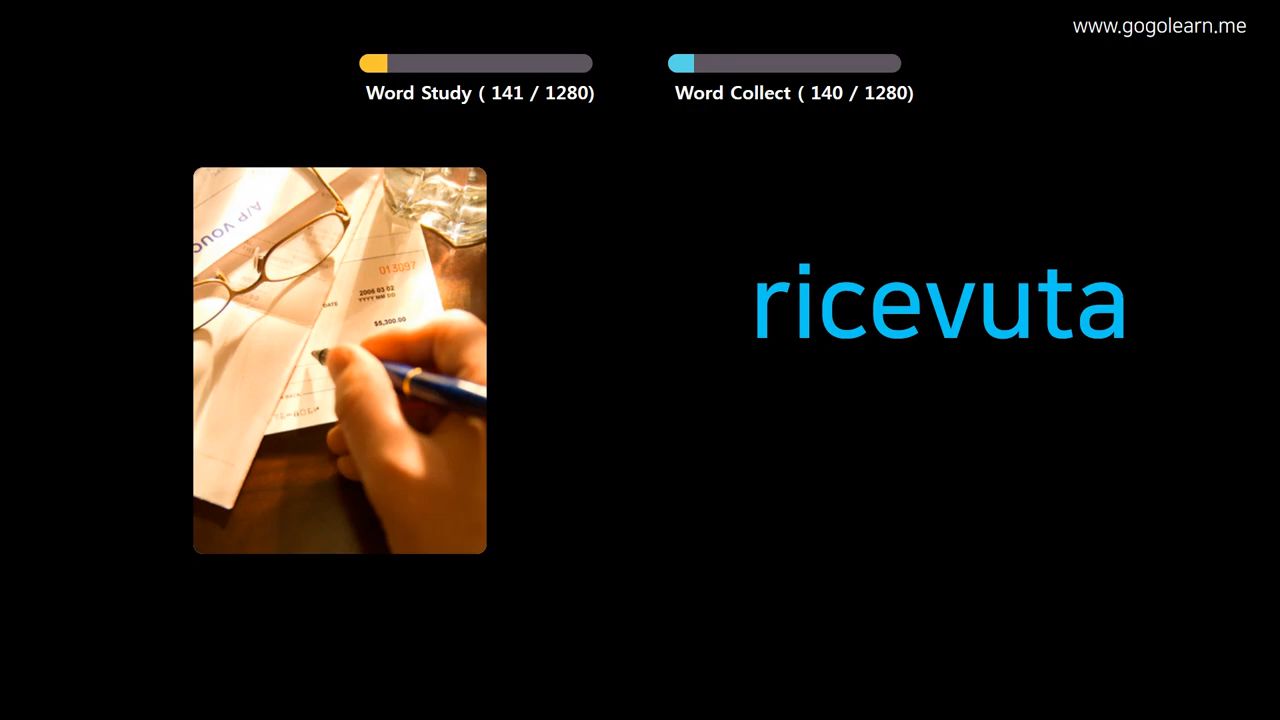 www.gogolearn.me
Word Study ( 141 / 1280)
Word Collect ( 140 / 1280)
A/P VOUC
013097
2006 03 02
YYYY MM DD
DATE
$5,300.00
ricevuta